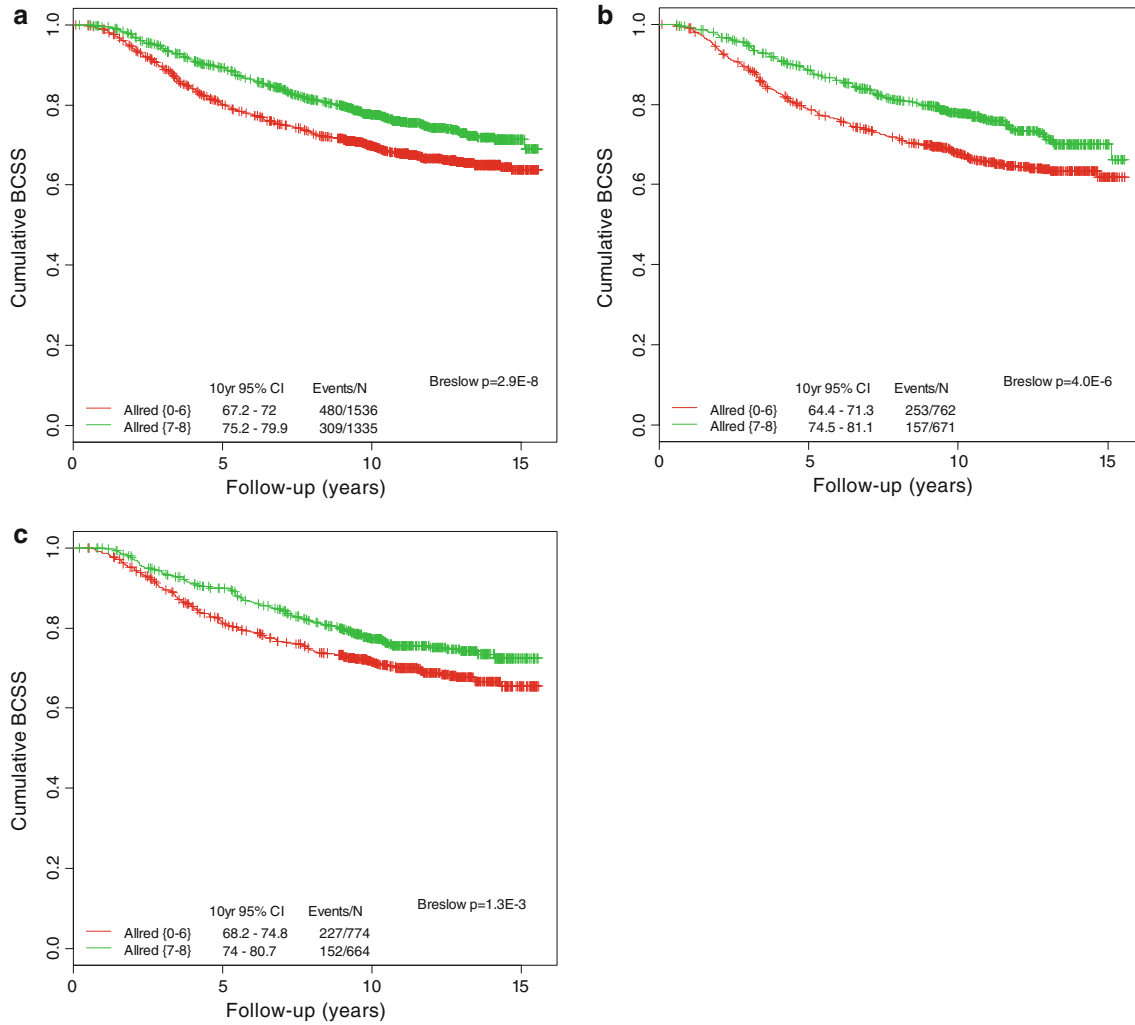 a
Cumulative BCSS
1.0
0.8
0.6
0.4
0.2
0.0
10yr 95% CI Events/N
Breslow p=2.9E-8
Allred {0-6} 67.2 - 72 480/1536
Allred {7-8} 75.2 - 79.9 309/1335
0 5 10 15
Follow-up (years)
b
Cumulative BCSS
1.0
0.8
0.6
0.4
0.2
0.0
10yr 95% CI Events/N
Breslow p=4.0E-6
Allred {0-6} 64.4 - 71.3 253/762
Allred {7-8} 74.5 - 81.1 157/671
0 5 10 15
Follow-up (years)
c
Cumulative BCSS
1.0
0.8
0.6
0.4
0.2
0.0
10yr 95% CI Events/N
Breslow p=1.3E-3
Allred {0-6} 68.2 - 74.8 227/774
Allred {7-8} 74 - 80.7 152/664
0 5 10 15
Follow-up (years)